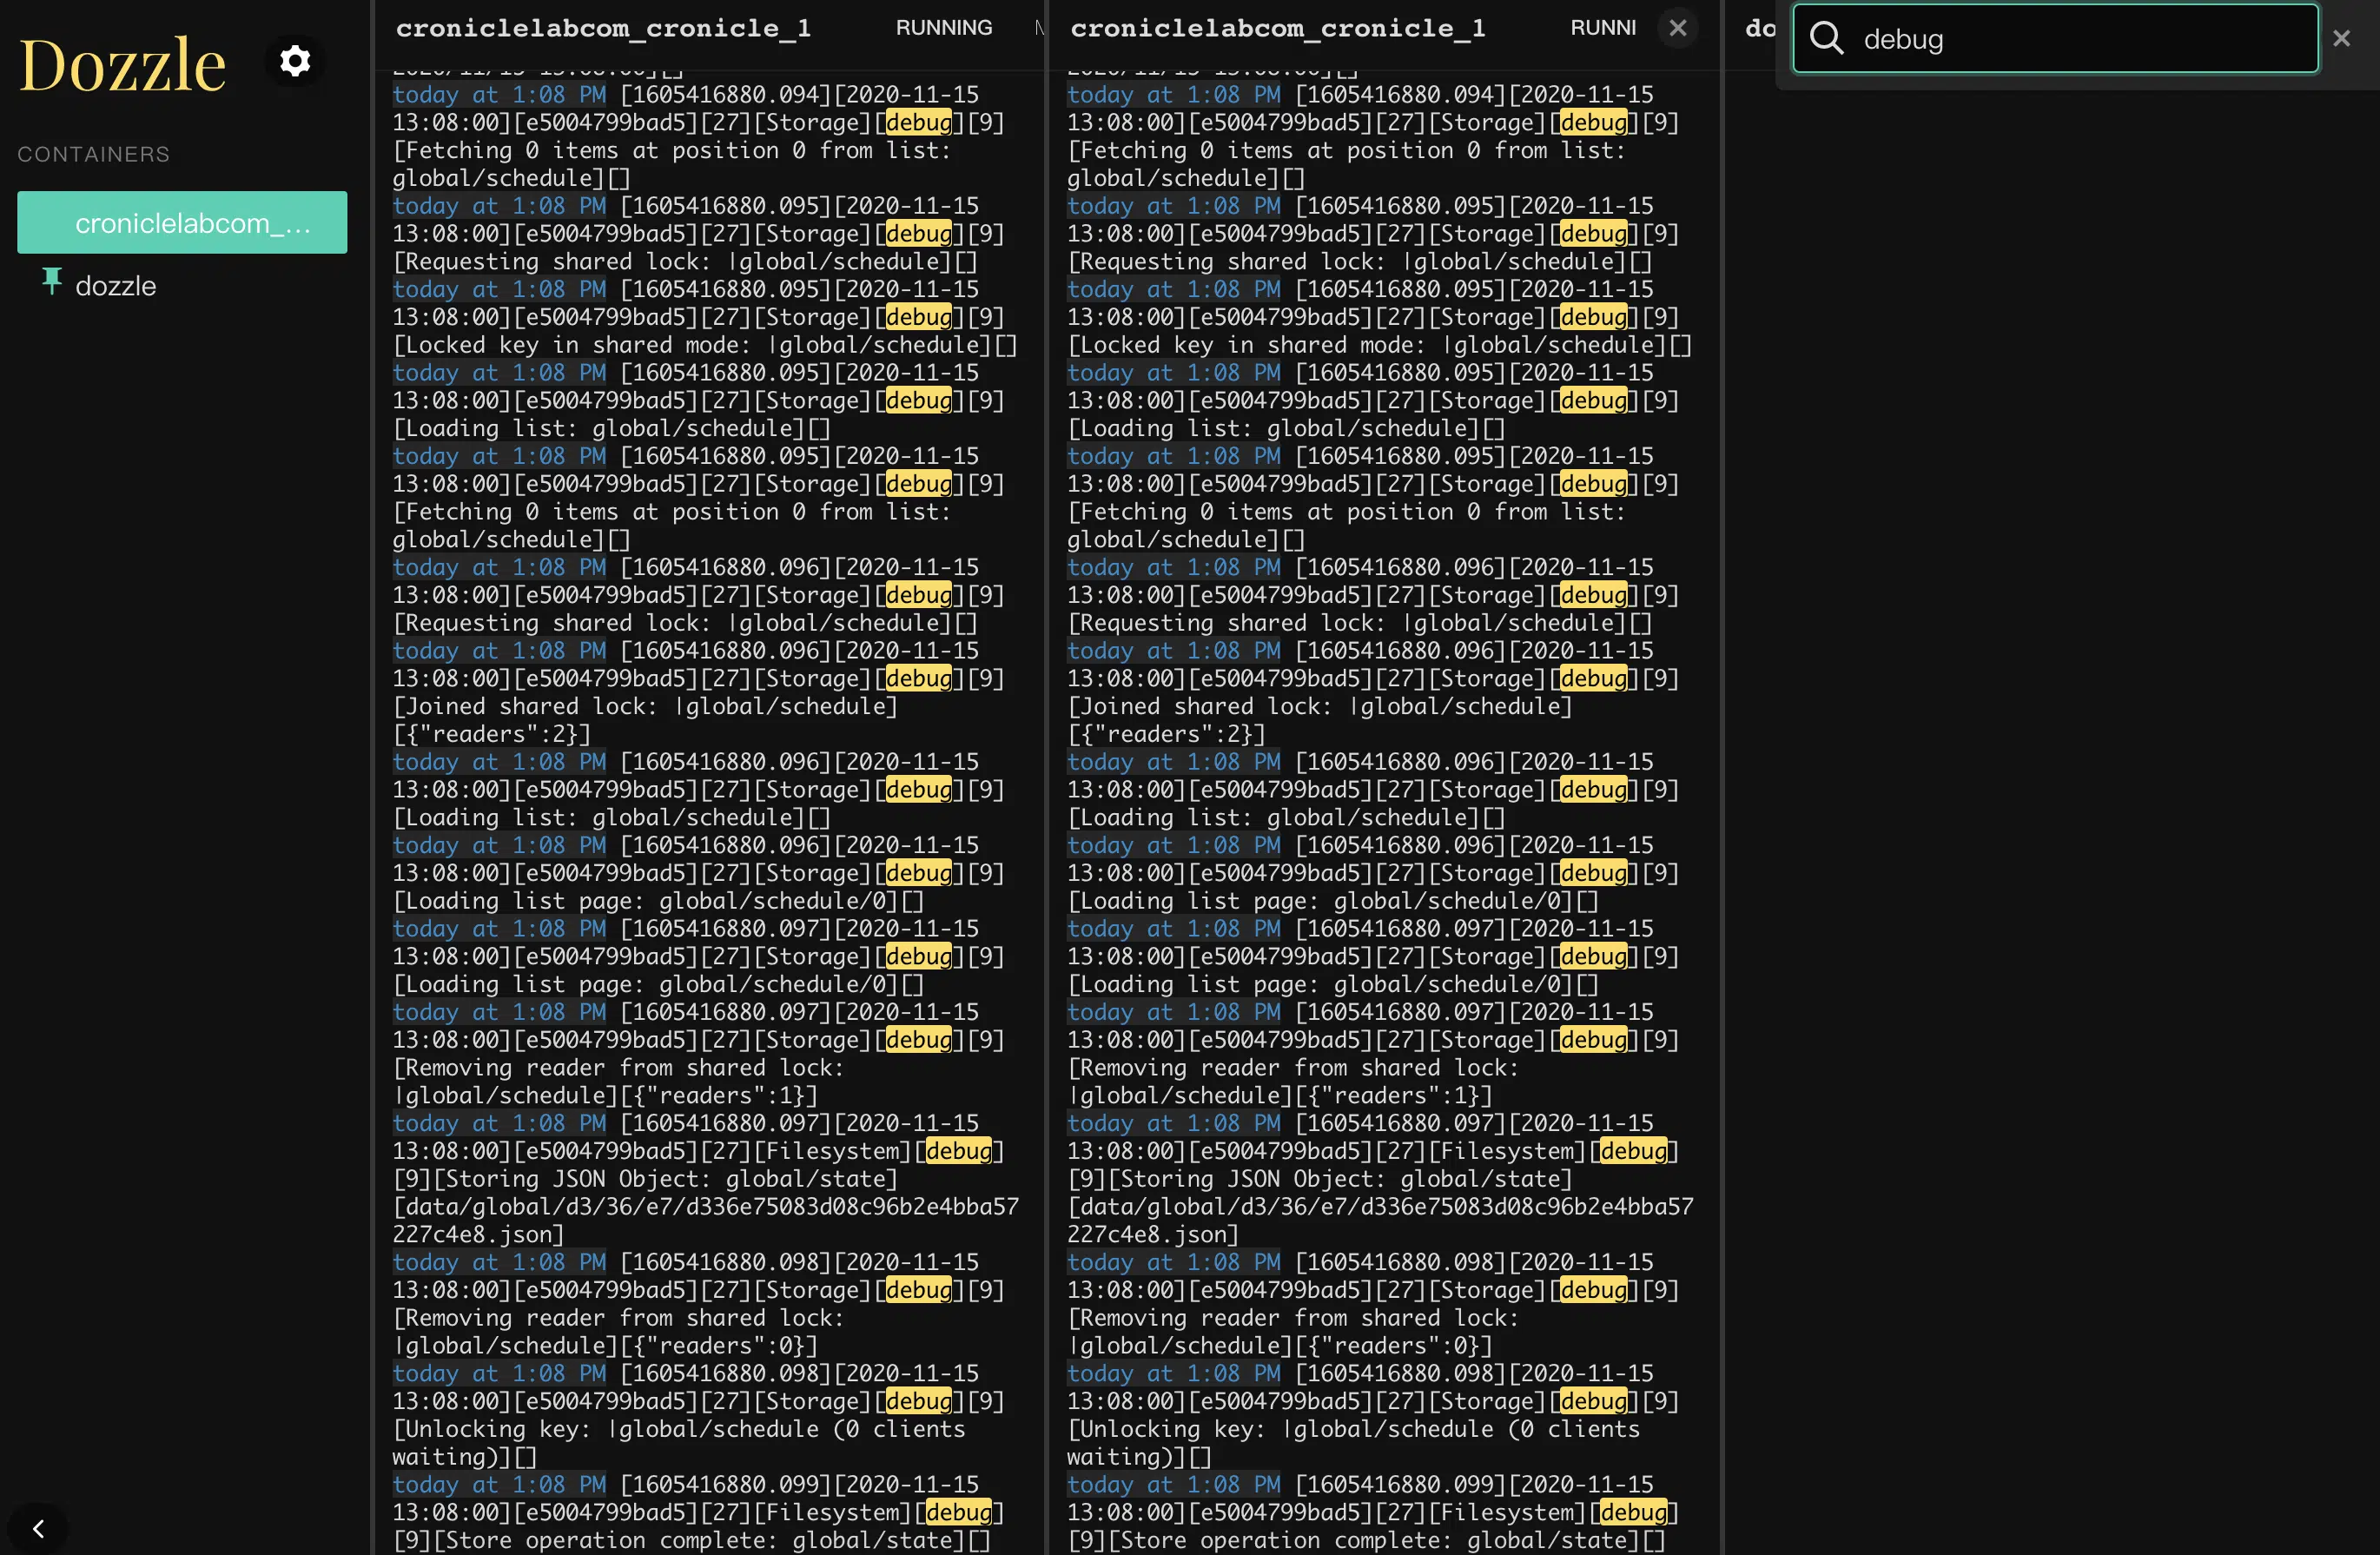 Dozzle
CONTAINERS
croniclelabcom_...
dozzle
croniclelabcom_cronicle_1 RUNNING
today at 1:08 PM [1605416880.094][2020-11-15
13:08:00][e5004799bad5][27][Storage][debug][9]
[Fetching 0 items at position 0 from list:
global/schedule][]
today at 1:08 PM [1605416880.095][2020-11-15
13:08:00][e5004799bad5][27][Storage][debug][9]
[Requesting shared lock: |global/schedule][]
today at 1:08 PM [1605416880.095][2020-11-15
13:08:00][e5004799bad5][27][Storage][debug][9]
[Locked key in shared mode: |global/schedule][]
today at 1:08 PM [1605416880.095][2020-11-15
13:08:00][e5004799bad5][27][Storage][debug][9]
[Loading list: global/schedule][]
today at 1:08 PM [1605416880.095][2020-11-15
13:08:00][e5004799bad5][27][Storage][debug][9]
[Fetching 0 items at position 0 from list:
global/schedule][]
today at 1:08 PM [1605416880.096][2020-11-15
13:08:00][e5004799bad5][27][Storage][debug][9]
[Requesting shared lock: |global/schedule][]
today at 1:08 PM [1605416880.096][2020-11-15
13:08:00][e5004799bad5][27][Storage][debug][9]
[Joined shared lock: |global/schedule]
[{"readers":2}]
today at 1:08 PM [1605416880.096][2020-11-15
13:08:00][e5004799bad5][27][Storage][debug][9]
[Loading list: global/schedule][]
today at 1:08 PM [1605416880.096][2020-11-15
13:08:00][e5004799bad5][27][Storage][debug][9]
[Loading list page: global/schedule/0][]
today at 1:08 PM [1605416880.097][2020-11-15
13:08:00][e5004799bad5][27][Storage][debug][9]
[Loading list page: global/schedule/0][]
today at 1:08 PM [1605416880.097][2020-11-15
13:08:00][e5004799bad5][27][Storage][debug][9]
[Removing reader from shared lock:
|global/schedule][{"readers":1}]
today at 1:08 PM [1605416880.097][2020-11-15
13:08:00][e5004799bad5][27][Filesystem][debug]
[9][Storing JSON Object: global/state]
[data/global/d3/36/e7/d336e75083d08c96b2e4bba57
227c4e8.json]
today at 1:08 PM [1605416880.098][2020-11-15
13:08:00][e5004799bad5][27][Storage][debug][9]
[Removing reader from shared lock:
|global/schedule][{"readers":0}]
today at 1:08 PM [1605416880.098][2020-11-15
13:08:00][e5004799bad5][27][Storage][debug][9]
[Unlocking key: |global/schedule (0 clients
waiting)][]
today at 1:08 PM [1605416880.099][2020-11-15
13:08:00][e5004799bad5][27][Filesystem][debug]
[9][Store operation complete: global/state][]
croniclelabcom_cronicle_1 RUNNI
today at 1:08 PM [1605416880.094][2020-11-15
13:08:00][e5004799bad5][27][Storage][debug][9]
[Fetching 0 items at position 0 from list:
global/schedule][]
today at 1:08 PM [1605416880.095][2020-11-15
13:08:00][e5004799bad5][27][Storage][debug][9]
[Requesting shared lock: |global/schedule][]
today at 1:08 PM [1605416880.095][2020-11-15
13:08:00][e5004799bad5][27][Storage][debug][9]
[Locked key in shared mode: |global/schedule][]
today at 1:08 PM [1605416880.095][2020-11-15
13:08:00][e5004799bad5][27][Storage][debug][9]
[Loading list: global/schedule][]
today at 1:08 PM [1605416880.095][2020-11-15
13:08:00][e5004799bad5][27][Storage][debug][9]
[Fetching 0 items at position 0 from list:
global/schedule][]
today at 1:08 PM [1605416880.096][2020-11-15
13:08:00][e5004799bad5][27][Storage][debug][9]
[Requesting shared lock: |global/schedule][]
today at 1:08 PM [1605416880.096][2020-11-15
13:08:00][e5004799bad5][27][Storage][debug][9]
[Joined shared lock: |global/schedule]
[{"readers":2}]
today at 1:08 PM [1605416880.096][2020-11-15
13:08:00][e5004799bad5][27][Storage][debug][9]
[Loading list: global/schedule][]
today at 1:08 PM [1605416880.096][2020-11-15
13:08:00][e5004799bad5][27][Storage][debug][9]
[Loading list page: global/schedule/0][]
today at 1:08 PM [1605416880.097][2020-11-15
13:08:00][e5004799bad5][27][Storage][debug][9]
[Loading list page: global/schedule/0][]
today at 1:08 PM [1605416880.097][2020-11-15
13:08:00][e5004799bad5][27][Storage][debug][9]
[Removing reader from shared lock:
|global/schedule][{"readers":1}]
today at 1:08 PM [1605416880.097][2020-11-15
13:08:00][e5004799bad5][27][Filesystem][debug]
[9][Storing JSON Object: global/state]
[data/global/d3/36/e7/d336e75083d08c96b2e4bba57
227c4e8.json]
today at 1:08 PM [1605416880.098][2020-11-15
13:08:00][e5004799bad5][27][Storage][debug][9]
[Removing reader from shared lock:
|global/schedule][{"readers":0}]
today at 1:08 PM [1605416880.098][2020-11-15
13:08:00][e5004799bad5][27][Storage][debug][9]
[Unlocking key: |global/schedule (0 clients
waiting)][]
today at 1:08 PM [1605416880.099][2020-11-15
13:08:00][e5004799bad5][27][Filesystem][debug]
[9][Store operation complete: global/state][]
do
debug